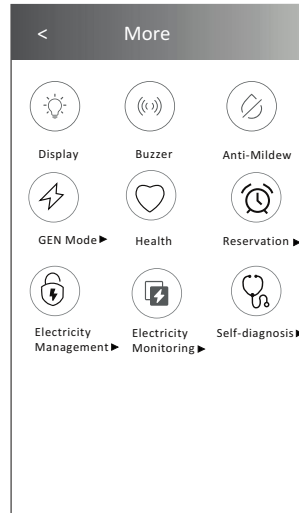 < More
Display Buzzer Anti-Mildew
GEN Mode▶ Health Reservation ▶
Electricity Electricity Self-diagnosis▶
Management▶ Monitoring▶